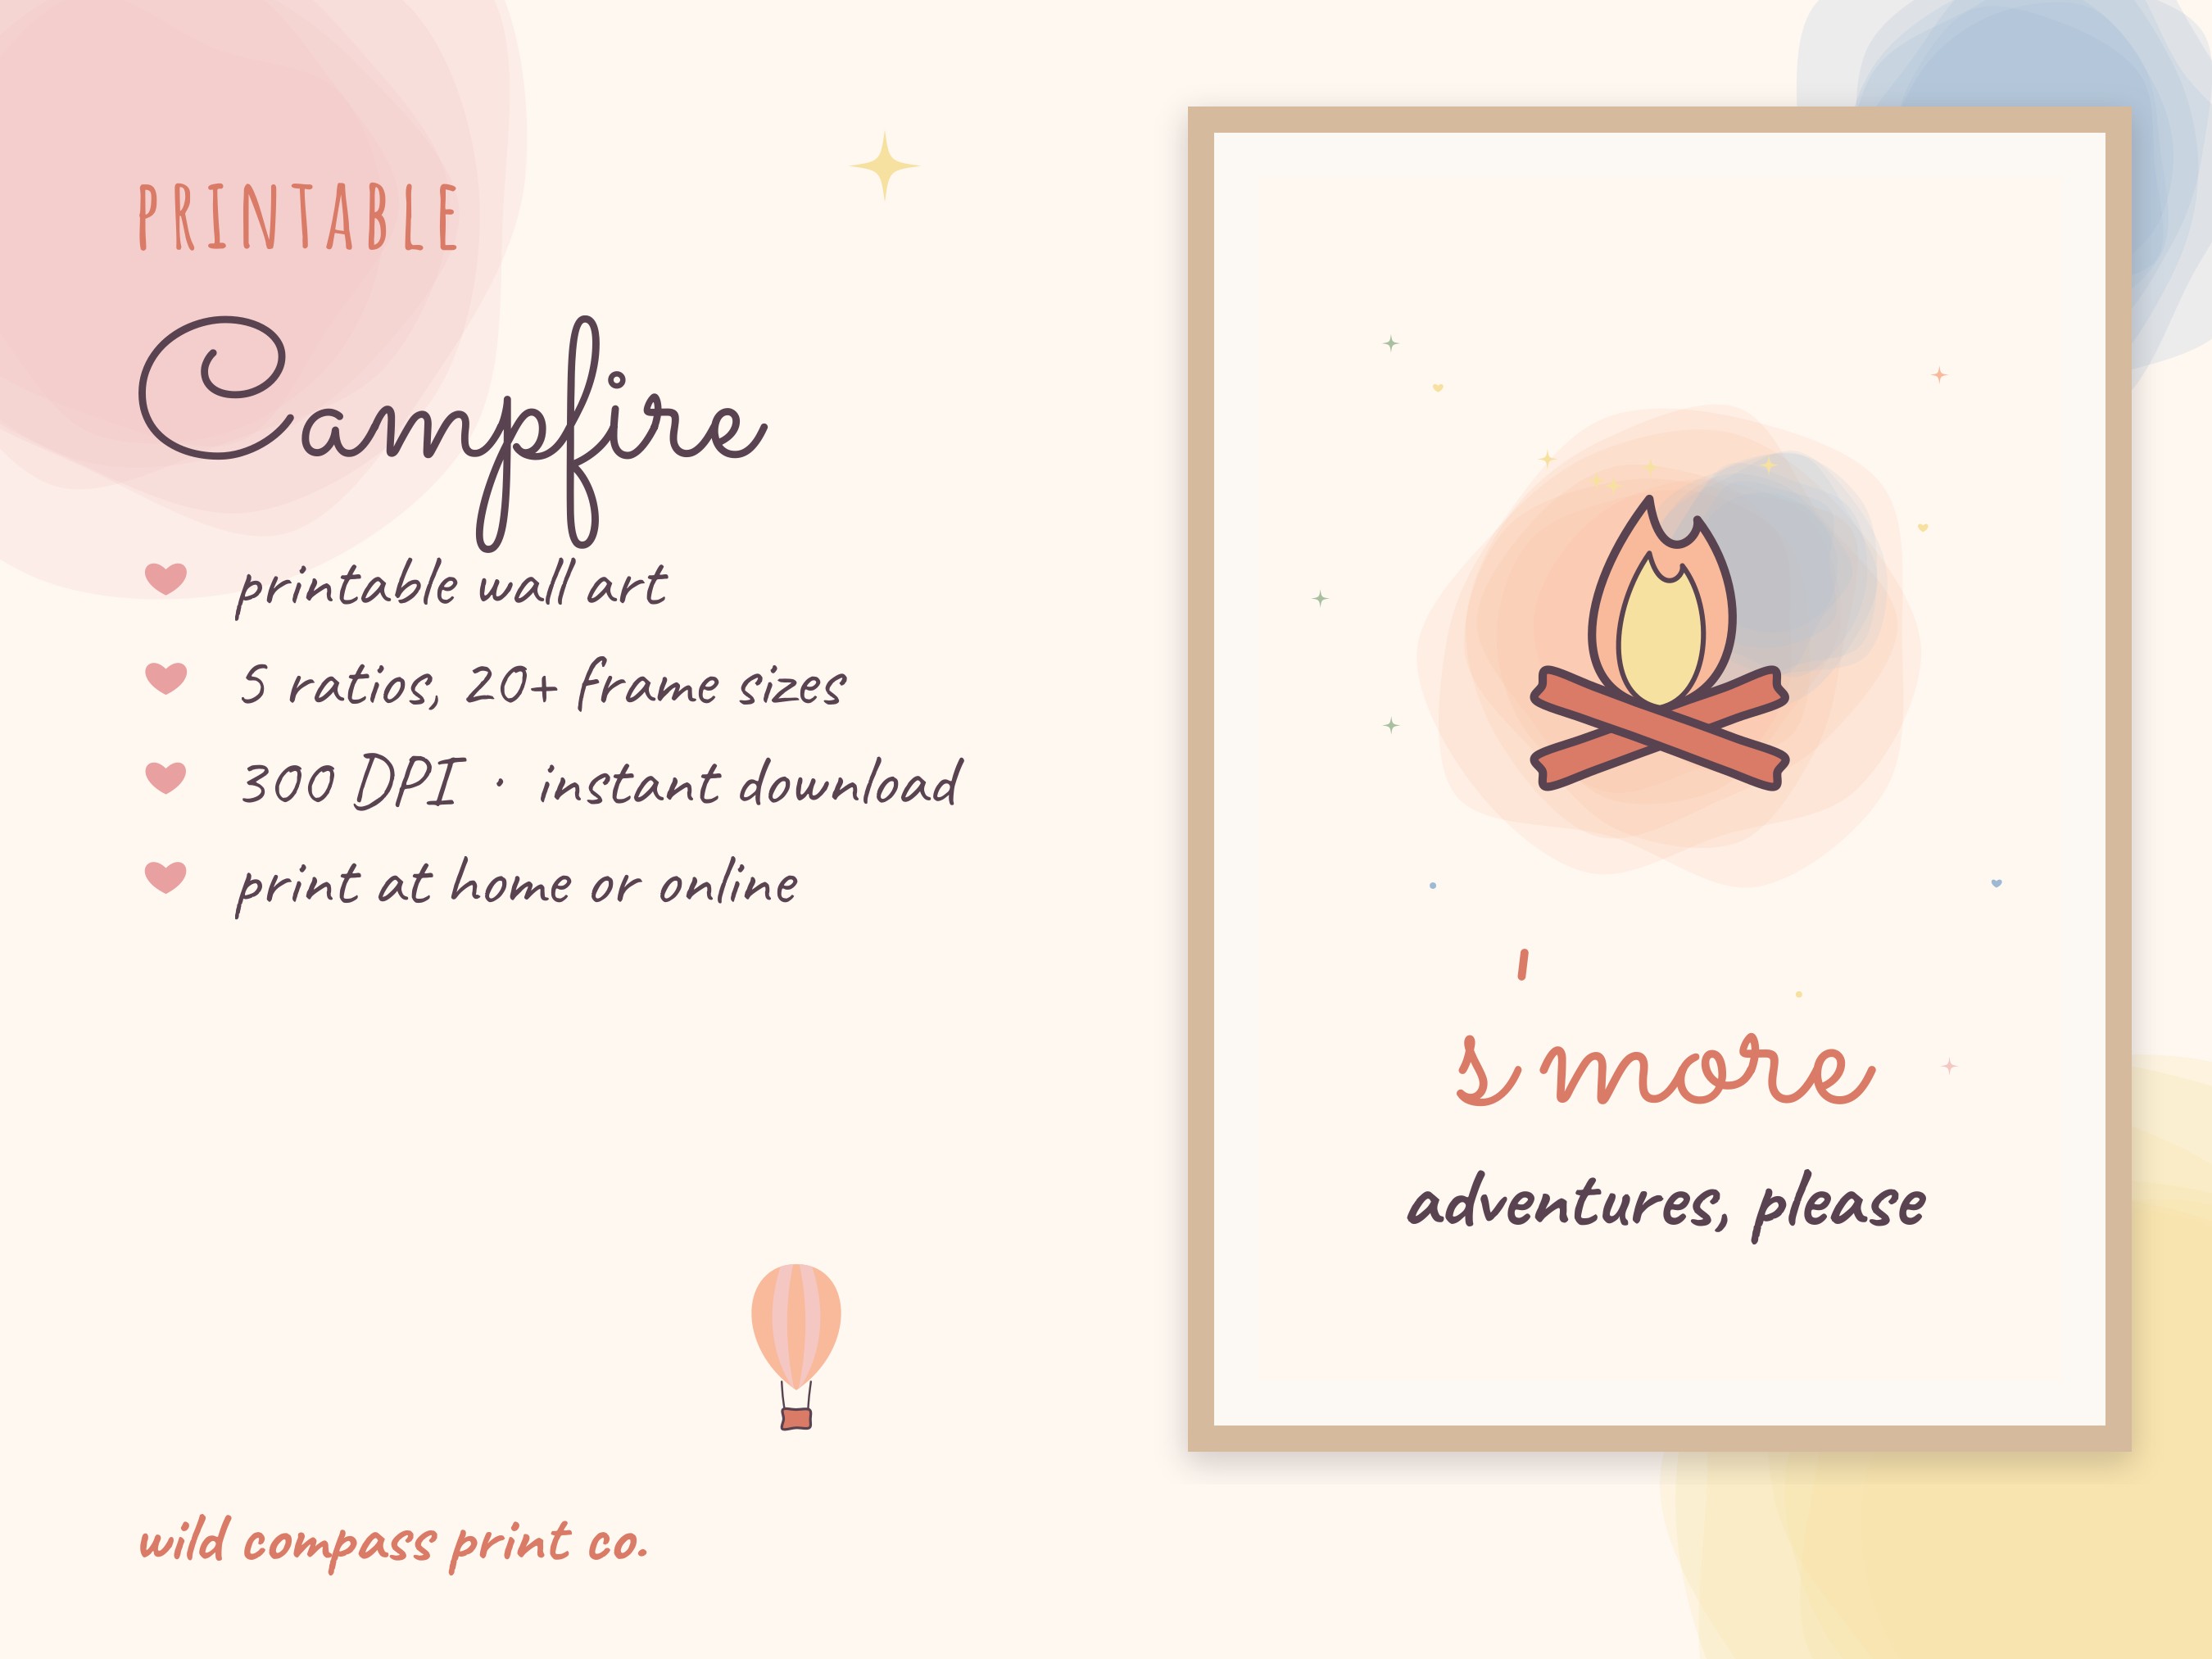 PRINTABLE
Campfire
printable wall art
5 ratios, 20+ frame sizes
300 DPI · instant download
print at home or online
wild compass print co.
s'more
adventures, please